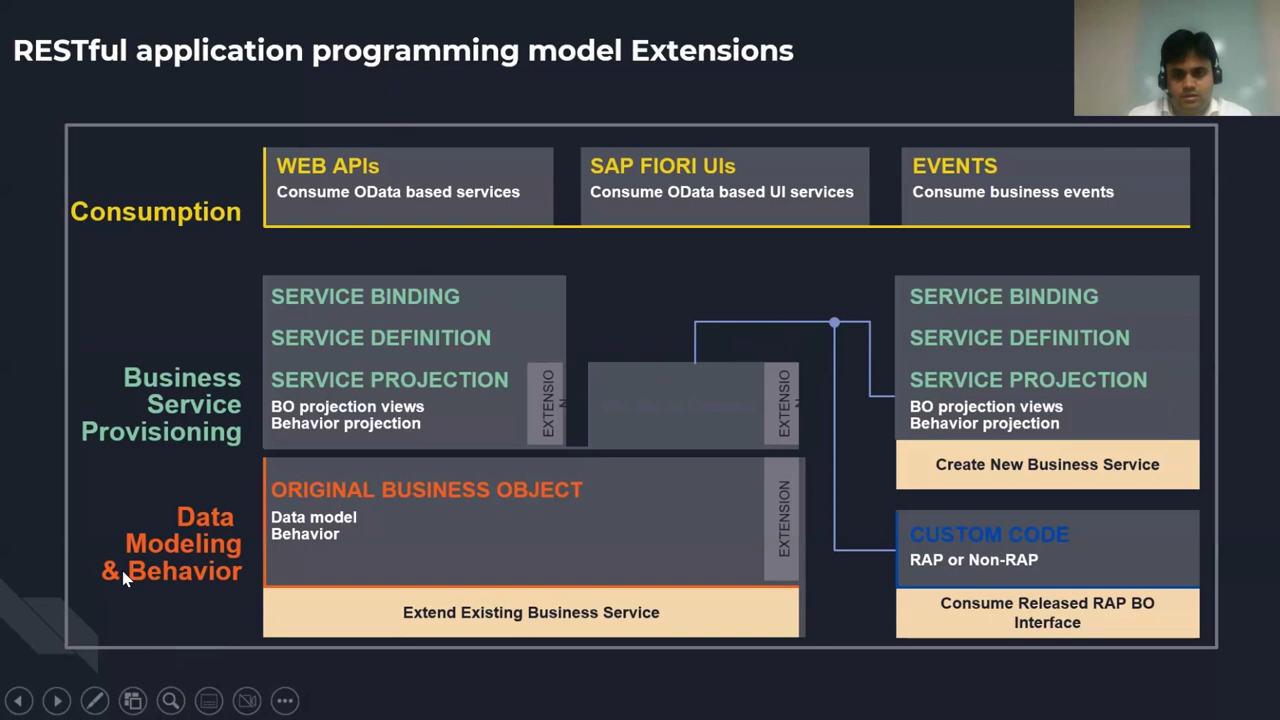 RESTful application programming model Extensions
Consumption
WEB APIs
Consume OData based services
SAP FIORI UIs
Consume OData based UI services
EVENTS
Consume business events
Business
Service
Provisioning
SERVICE BINDING
SERVICE DEFINITION
SERVICE PROJECTION
BO projection views
Behavior projection
EXTENSIO
N
EXTENSIO
N
SERVICE BINDING
SERVICE DEFINITION
SERVICE PROJECTION
BO projection views
Behavior projection
Create New Business Service
Data
Modeling
& Behavior
ORIGINAL BUSINESS OBJECT
Data model
Behavior
EXTENSION
Extend Existing Business Service
CUSTOM CODE
RAP or Non-RAP
Consume Released RAP BO
Interface